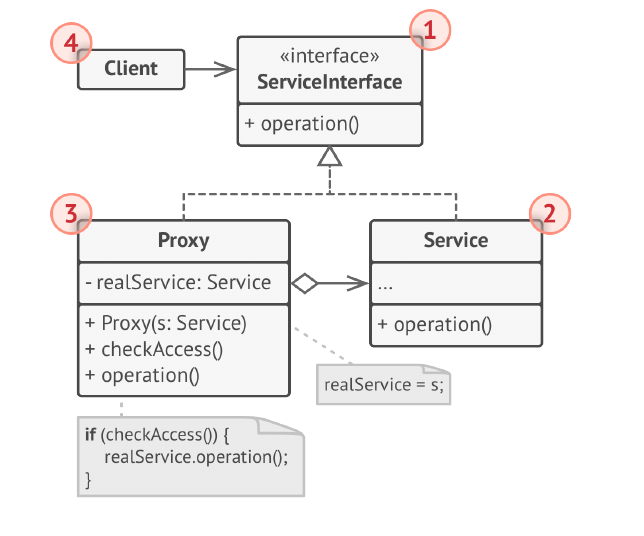 1
4
«interface»
Client
ServiceInterface
+ operation()
3
2
Proxy
Service
- realService: Service
...
+ Proxy(s: Service)
+ checkAccess()
+ operation()
+ operation()
realService = s;
if (checkAccess()) {
realService.operation();
}